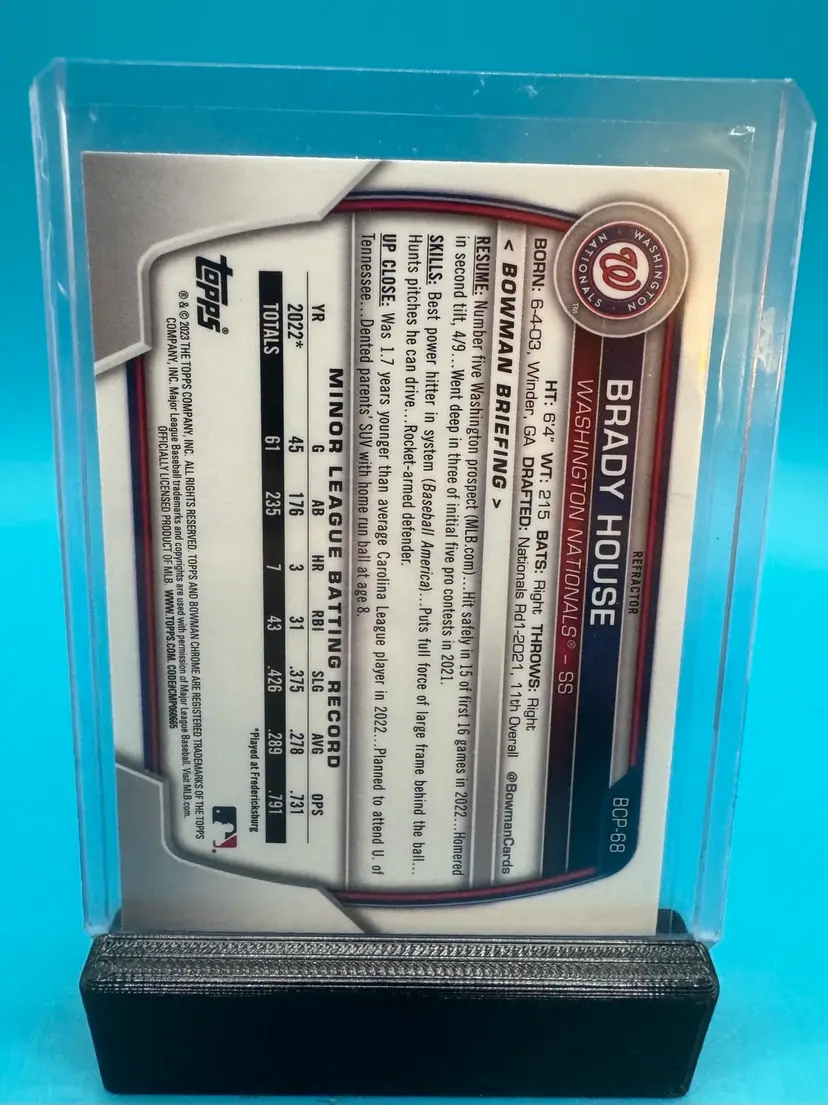 REFRACTOR
BCP-68
BRADY HOUSE
WASHINGTON NATIONALS® – SS
WASHINGTON
W
NATIONALS
TM
HT: 6'4" WT: 215 BATS: Right THROWS: Right
BORN: 6-4-03, Winder, GA DRAFTED: Nationals Rd1-2021, 11th Overall
< BOWMAN BRIEFING > @BowmanCards
RESUME: Number five Washington prospect (MLB.com)...Hit safely in 15 of first 16 games in 2022...Homered
in second tilt, 4/9...Went deep in three of initial five pro contests in 2021.
SKILLS: Best power hitter in system (Baseball America)...Puts full force of large frame behind the ball...
Hunts pitches he can drive...Rocket-armed defender.
UP CLOSE: Was 1.7 years younger than average Carolina League player in 2022...Planned to attend U. of
Tennessee...Dented parents' SUV with home run ball at age 8.
MINOR LEAGUE BATTING RECORD
YR G AB HR RBI SLG AVG OPS
2022* 45 176 3 31 .375 .278 .731
TOTALS 61 235 7 43 .426 .289 .791
*Played at Fredericksburg
topps®
® & © 2023 THE TOPPS COMPANY, INC. ALL RIGHTS RESERVED. TOPPS AND BOWMAN CHROME ARE REGISTERED TRADEMARKS OF THE TOPPS
COMPANY, INC. Major League Baseball trademarks and copyrights are used with permission of Major League Baseball. Visit MLB.com.
OFFICIALLY LICENSED PRODUCT OF MLB. WWW.TOPPS.COM. CODE#CMP060665